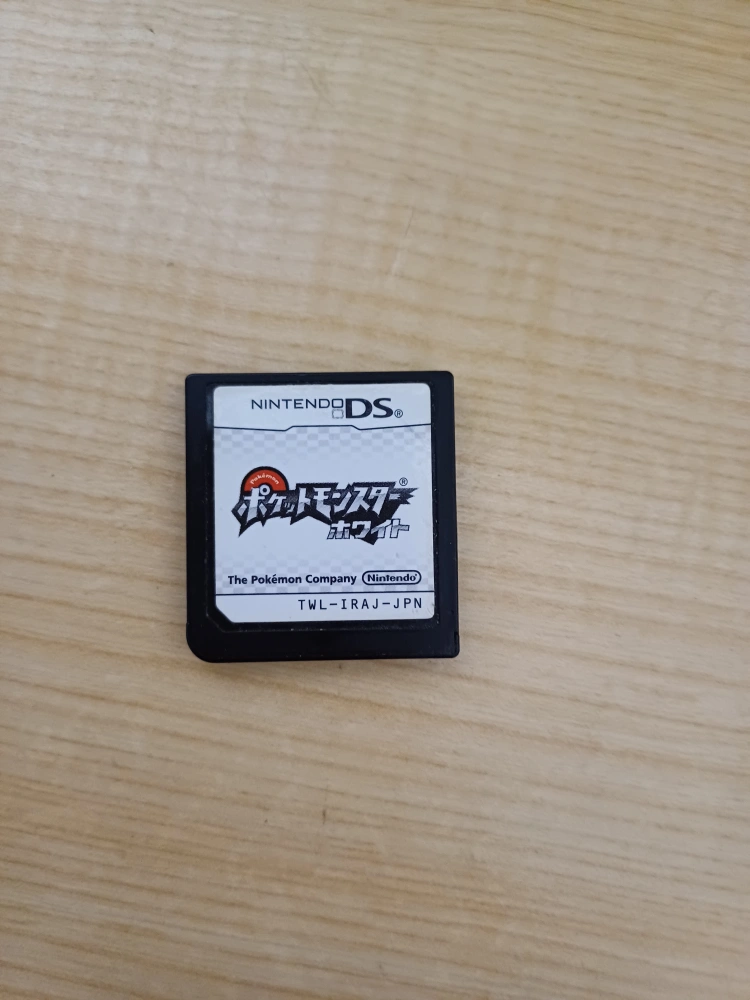 NINTENDO DS®
Pokémon
ポケットモンスター®
ホワイト
The Pokémon Company Nintendo®
TWL-IRAJ-JPN